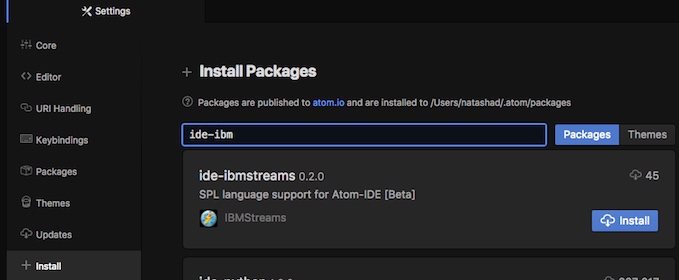 Settings
Core
Editor
URI Handling
Keybindings
Packages
Themes
Updates
Install
Install Packages
Packages are published to atom.io and are installed to /Users/natashad/.atom/packages
ide-ibm
Packages Themes
ide-ibmstreams 0.2.0 45
SPL language support for Atom-IDE [Beta]
IBMStreams
Install